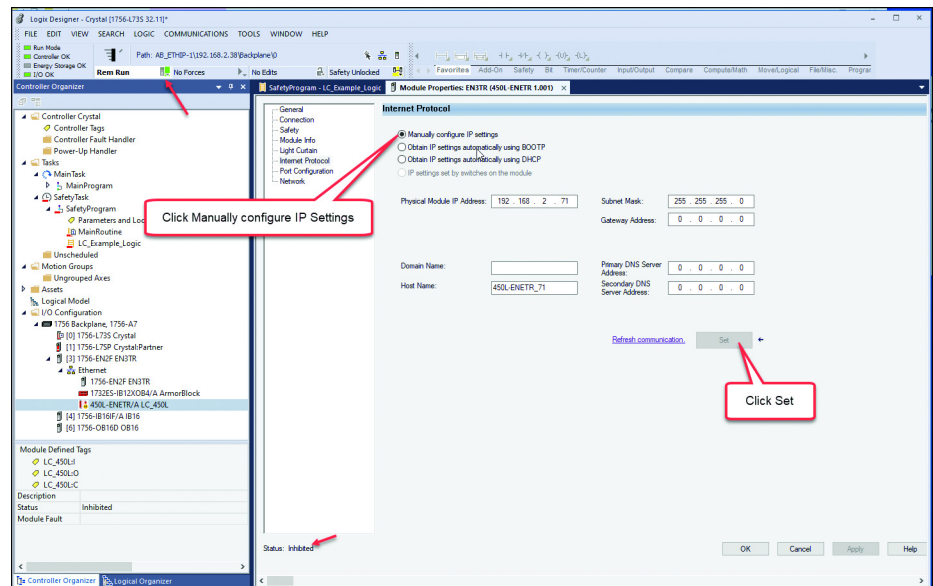 Logix Designer - Crystal [1756-L73S 32.11]*
FILE EDIT VIEW SEARCH LOGIC COMMUNICATIONS TOOLS WINDOW HELP
Run Mode
Controller OK
Energy Storage OK
I/O OK
Path: AB_ETHIP-1\192.168.2.38\Backplane\0
Rem Run
No Forces
No Edits
Safety Unlocked
Favorites Add-On Safety Bit Timer/Counter Input/Output Compare Compute/Math Move/Logical File/Misc. Progra
Controller Organizer
SafetyProgram - LC_Example_Logic
Module Properties: EN3TR (450L-ENETR 1.001)
Controller Crystal
Controller Tags
Controller Fault Handler
Power-Up Handler
Tasks
MainTask
MainProgram
SafetyTask
SafetyProgram
Parameters and Loc
MainRoutine
LC_Example_Logic
Unscheduled
Motion Groups
Ungrouped Axes
Assets
Logical Model
I/O Configuration
1756 Backplane, 1756-A7
[0] 1756-L73S Crystal
[1] 1756-L7SP Crystal:Partner
[3] 1756-EN2F EN3TR
Ethernet
1756-EN2F EN3TR
1732ES-IB12XOB4/A ArmorBlock
450L-ENETR/A LC_450L
[4] 1756-IB16IF/A IB16
[6] 1756-OB16D OB16
Module Defined Tags
LC_450L:I
LC_450L:O
LC_450L:C
Description
Status Inhibited
Module Fault
Controller Organizer
Logical Organizer
General
Connection
Safety
Module Info
Light Curtain
Internet Protocol
Port Configuration
Network
Internet Protocol
Manually configure IP settings
Obtain IP settings automatically using BOOTP
Obtain IP settings automatically using DHCP
IP settings set by switches on the module
Click Manually configure IP Settings
Physical Module IP Address: 192 . 168 . 2 . 71
Subnet Mask: 255 . 255 . 255 . 0
Gateway Address: 0 . 0 . 0 . 0
Domain Name:
Primary DNS Server Address: 0 . 0 . 0 . 0
Host Name: 450L-ENETR_71
Secondary DNS Server Address: 0 . 0 . 0 . 0
Refresh communication.
Set
Click Set
Status: Inhibited
OK
Cancel
Apply
Help